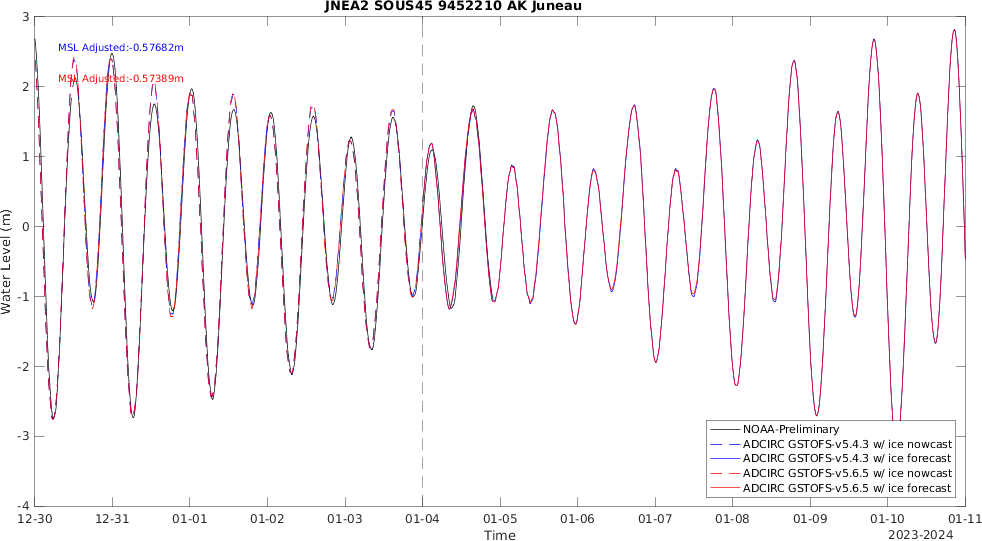 JNEA2 SOUS45 9452210 AK Juneau
MSL Adjusted:-0.57682m
MSL Adjusted:-0.57389m
3
2
1
0
-1
-2
-3
-4
Water Level (m)
NOAA-Preliminary
ADCIRC GSTOFS-v5.4.3 w/ ice nowcast
ADCIRC GSTOFS-v5.4.3 w/ ice forecast
ADCIRC GSTOFS-v5.6.5 w/ ice nowcast
ADCIRC GSTOFS-v5.6.5 w/ ice forecast
12-30 12-31 01-01 01-02 01-03 01-04 01-05 01-06 01-07 01-08 01-09 01-10 01-11
Time
2023-2024